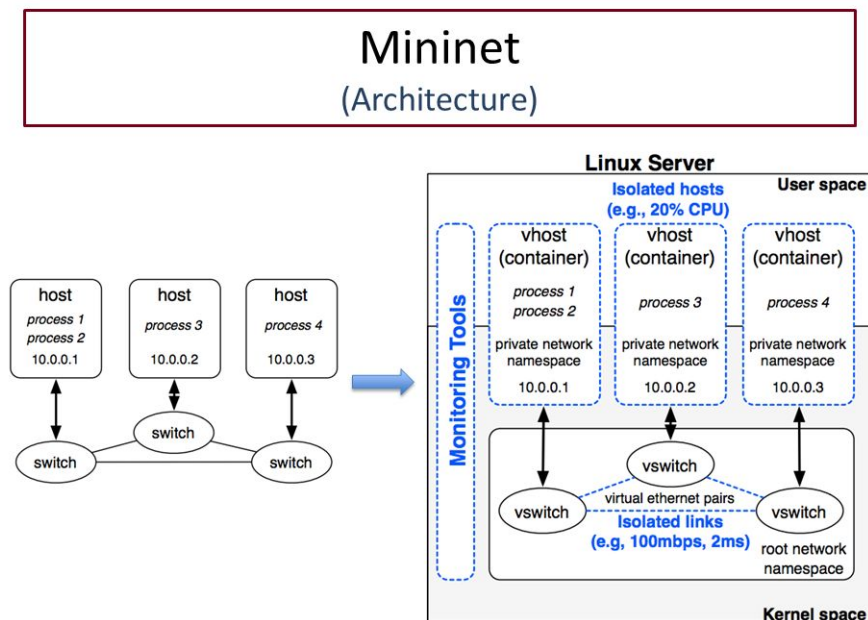 Mininet
(Architecture)
host
process 1
process 2
10.0.0.1
host
process 3
10.0.0.2
host
process 4
10.0.0.3
switch
switch
switch
Linux Server
User space
Isolated hosts
(e.g., 20% CPU)
Monitoring Tools
vhost
(container)
process 1
process 2
private network
namespace
10.0.0.1
vhost
(container)
process 3
private network
namespace
10.0.0.2
vhost
(container)
process 4
private network
namespace
10.0.0.3
vswitch
virtual ethernet pairs
vswitch
vswitch
Isolated links
(e.g, 100mbps, 2ms)
root network
namespace
Kernel space